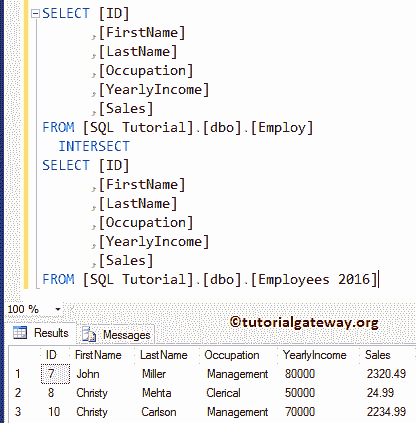 SELECT [ID]
,[FirstName]
,[LastName]
,[Occupation]
,[YearlyIncome]
,[Sales]
FROM [SQL Tutorial].[dbo].[Employ]
INTERSECT
SELECT [ID]
,[FirstName]
,[LastName]
,[Occupation]
,[YearlyIncome]
,[Sales]
FROM [SQL Tutorial].[dbo].[Employees 2016]
100 %
©tutorialgateway.org
Results Messages
ID FirstName LastName Occupation YearlyIncome Sales
1 7 John Miller Management 80000 2320.49
2 8 Christy Mehta Clerical 50000 24.99
3 10 Christy Carlson Management 70000 2234.99